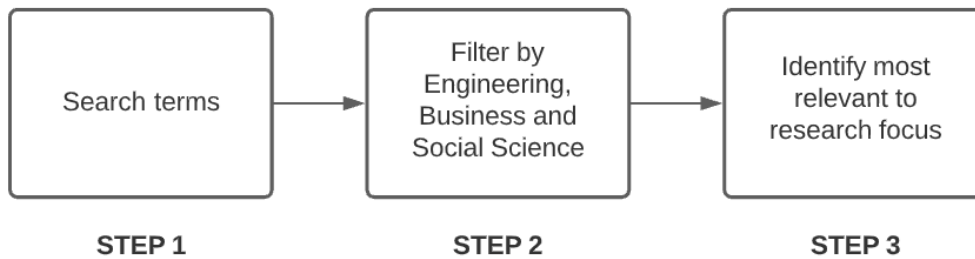 Search terms
Filter by
Engineering,
Business and
Social Science
Identify most
relevant to
research focus
STEP 1
STEP 2
STEP 3